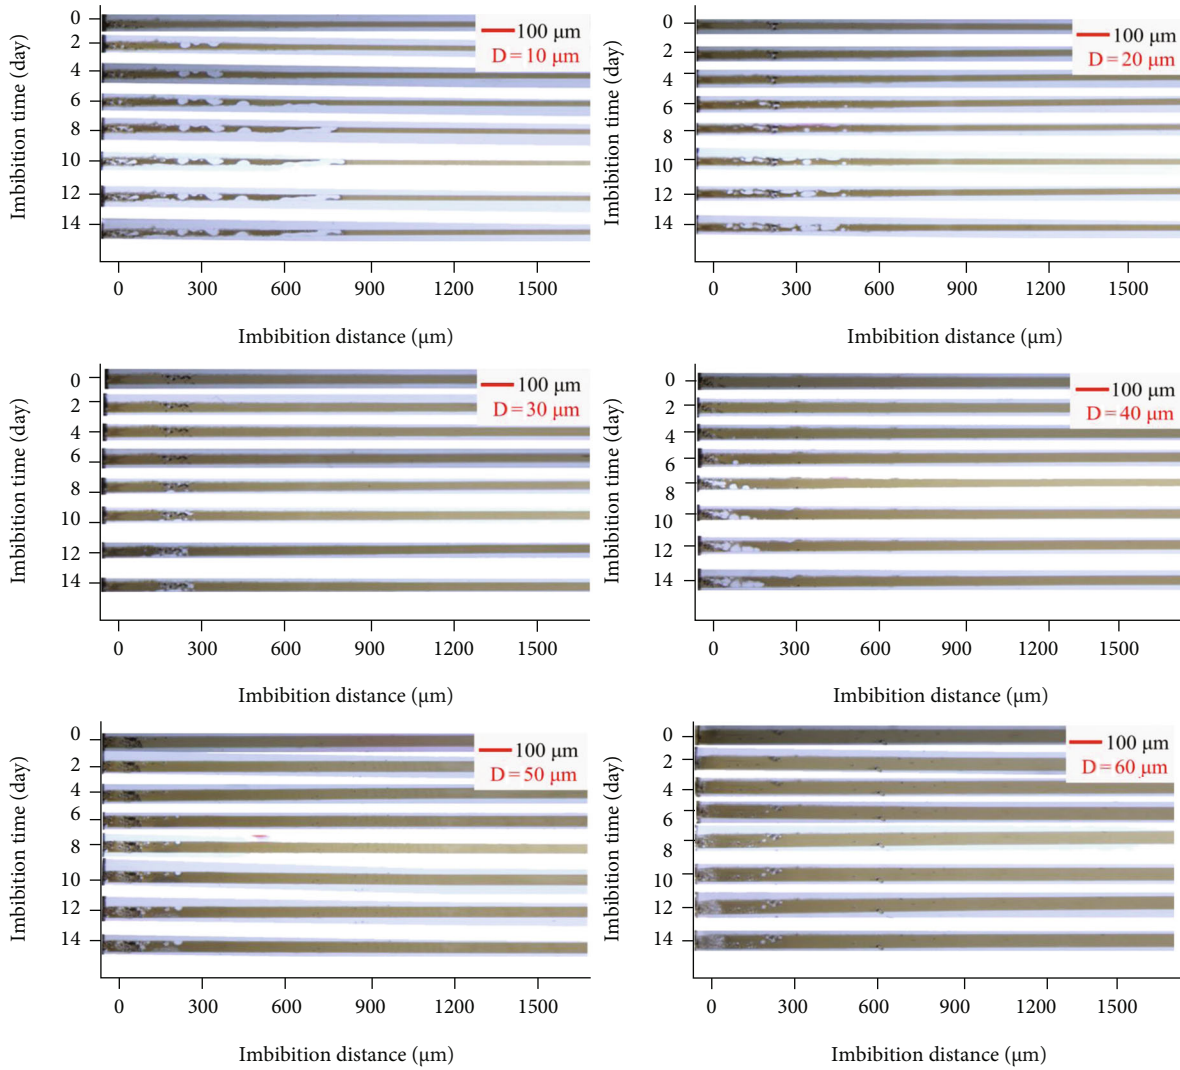 Imbibition time (day)
0
2
4
6
8
10
12
14
100 μm
D = 10 μm
0 300 600 900 1200 1500
Imbibition distance (μm)
Imbibition time (day)
0
2
4
6
8
10
12
14
100 μm
D = 20 μm
0 300 600 900 1200 1500
Imbibition distance (μm)
Imbibition time (day)
0
2
4
6
8
10
12
14
100 μm
D = 30 μm
0 300 600 900 1200 1500
Imbibition distance (μm)
Imbibition time (day)
0
2
4
6
8
10
12
14
100 μm
D = 40 μm
0 300 600 900 1200 1500
Imbibition distance (μm)
Imbibition time (day)
0
2
4
6
8
10
12
14
100 μm
D = 50 μm
0 300 600 900 1200 1500
Imbibition distance (μm)
Imbibition time (day)
0
2
4
6
8
10
12
14
100 μm
D = 60 μm
0 300 600 900 1200 1500
Imbibition distance (μm)